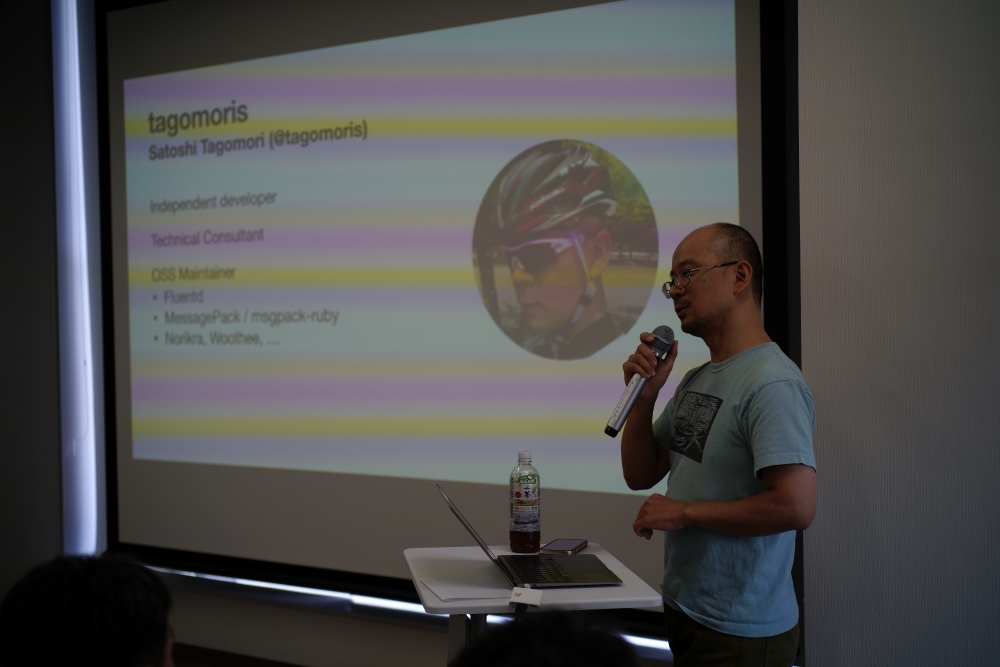 tagomoris
Satoshi Tagomori (@tagomoris)
Independent developer
Technical Consultant
OSS Maintainer
• Fluentd
• MessagePack / msgpack-ruby
• Norikra, Woothee, ...